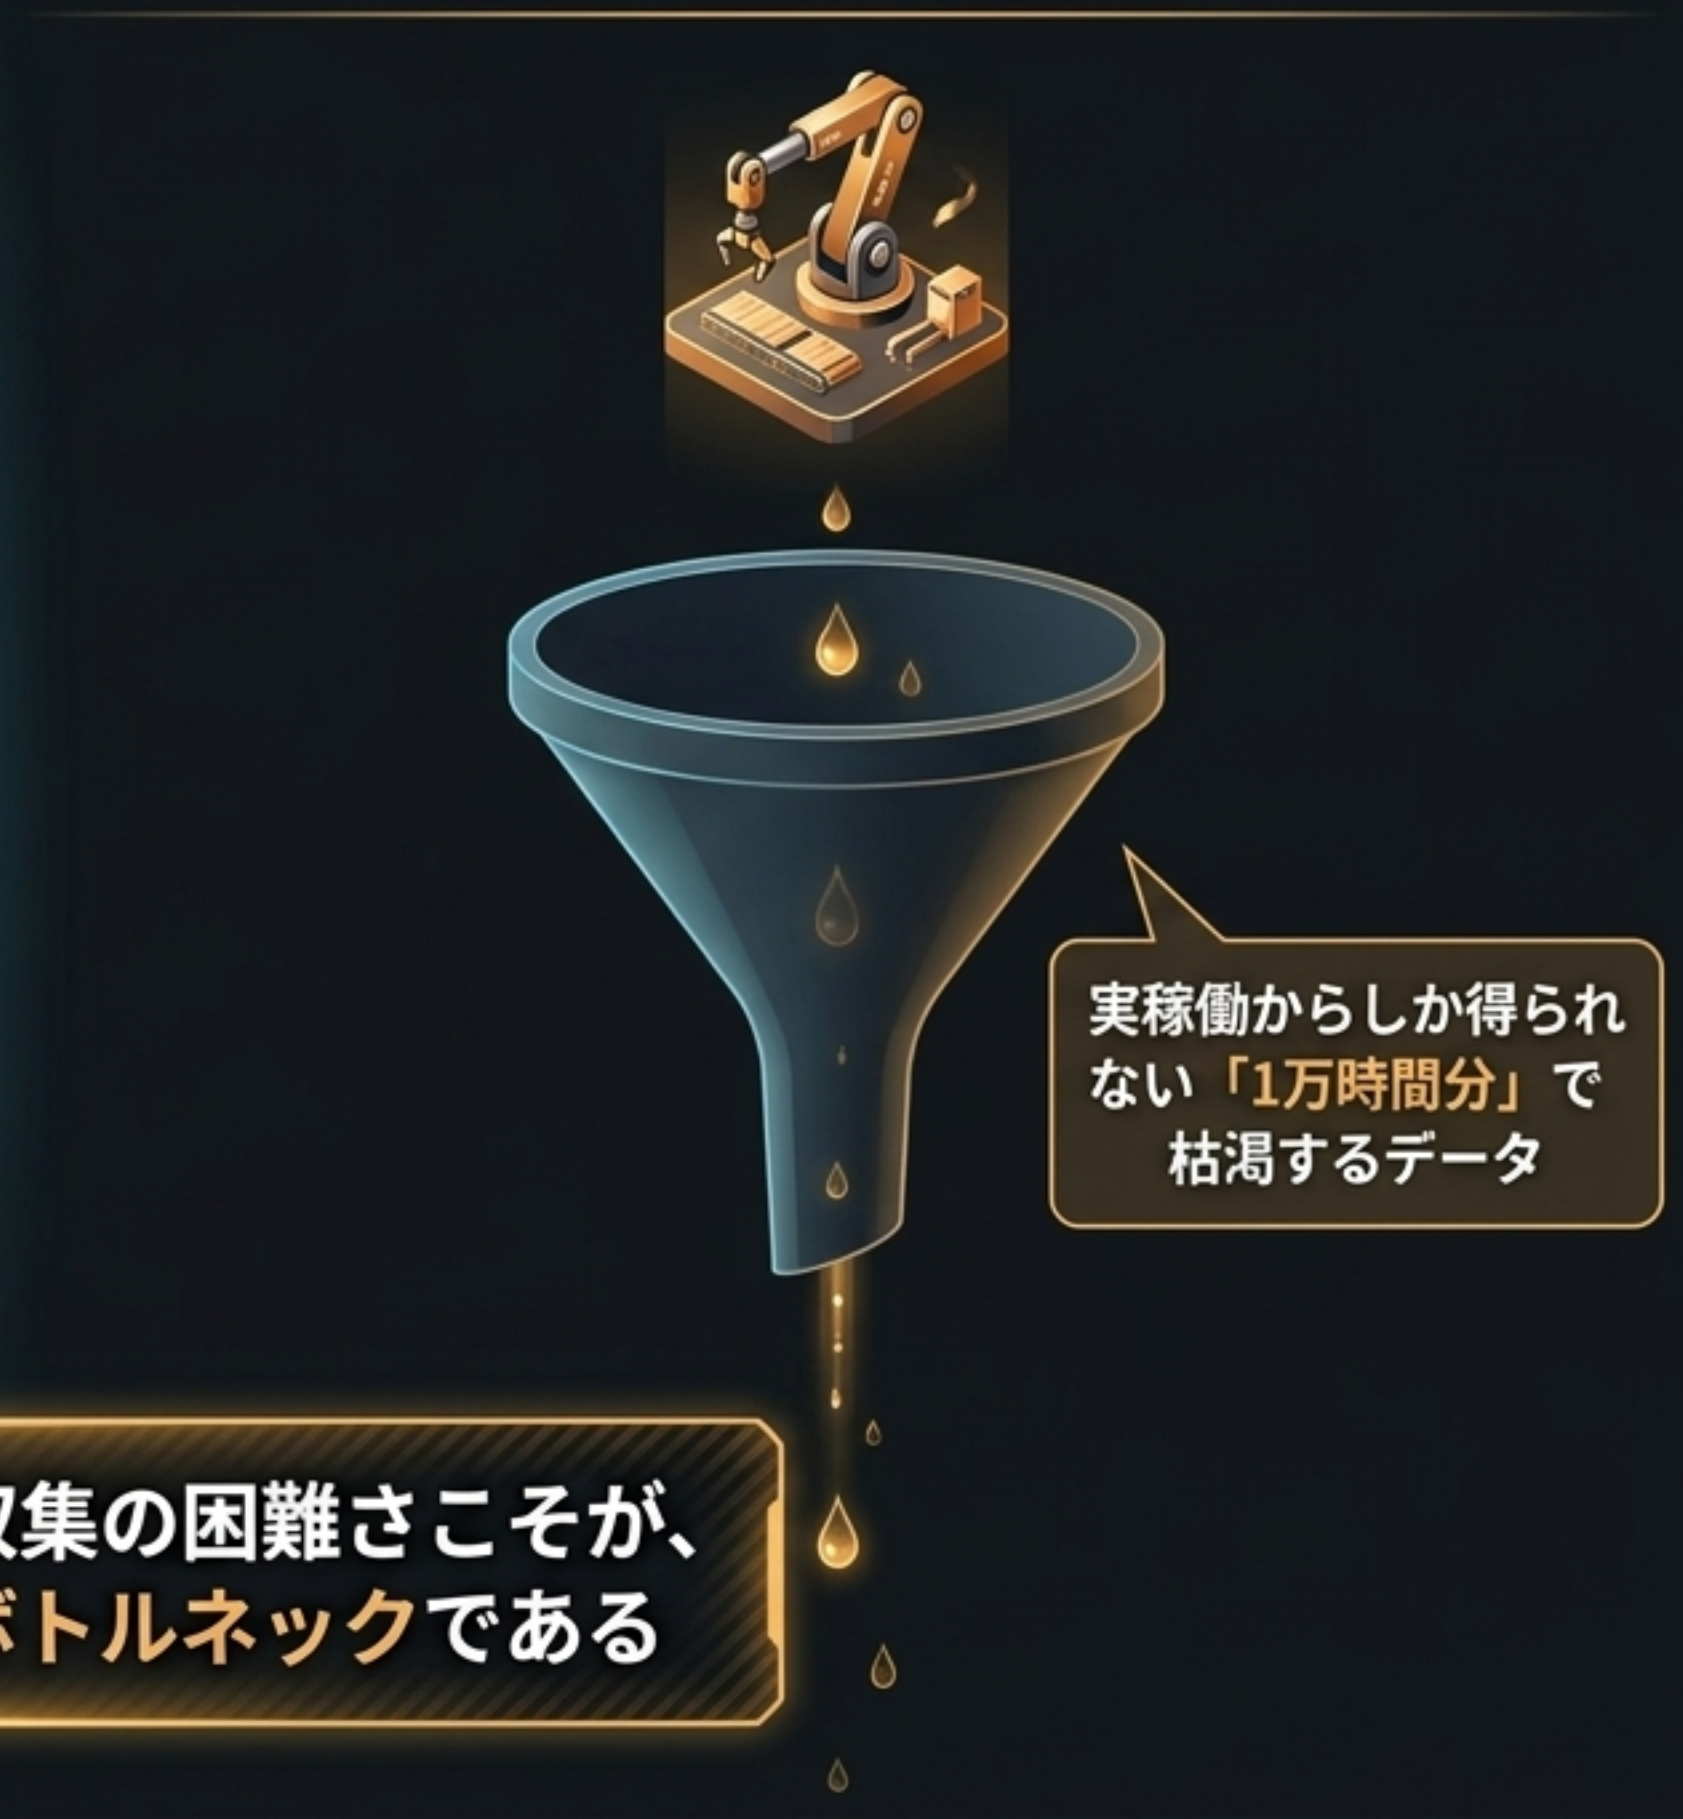 実稼働からしか得られ
ない「1万時間分」で
枯渇するデータ
集の困難さこそが、
ボトルネックである